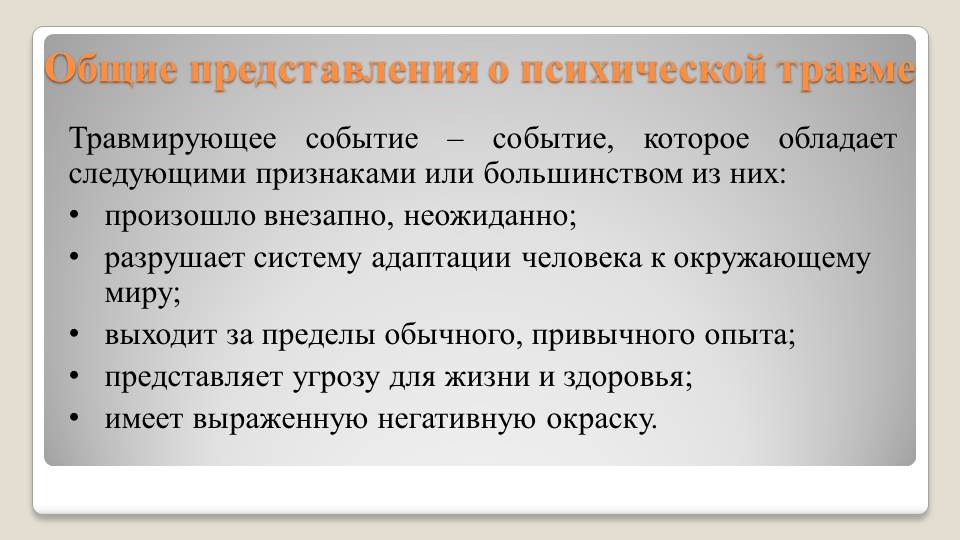 Общие представления о психической травме
Травмирующее событие – событие, которое обладает
следующими признаками или большинством из них:
• произошло внезапно, неожиданно;
• разрушает систему адаптации человека к окружающему
миру;
• выходит за пределы обычного, привычного опыта;
• представляет угрозу для жизни и здоровья;
• имеет выраженную негативную окраску.